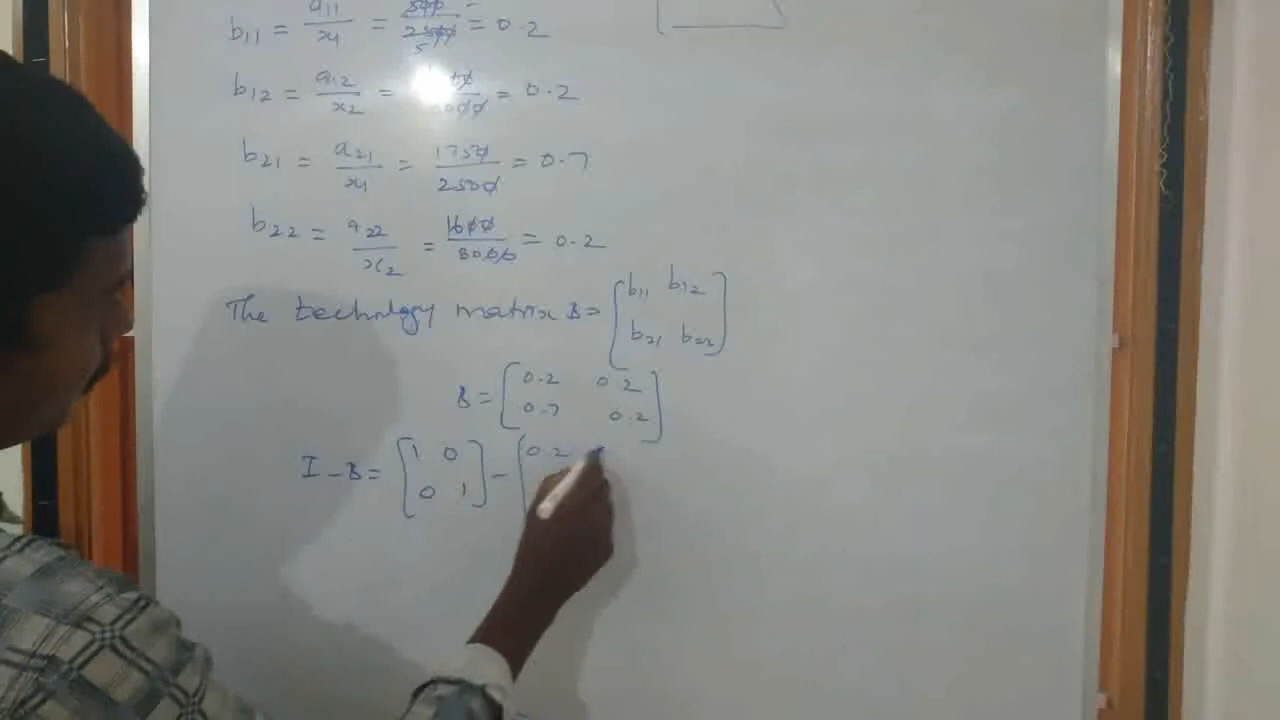 b11 = a11/x1 = 500/2500 = 0.2
b12 = a12/x2 = = 0.2
b21 = a21/x1 = 1750/2500 = 0.7
b22 = a22/x2 = 1600/8000 = 0.2
The technology matrix B = [b11 b12
b21 b22]
B = [0.2 0.2
0.7 0.2]
I - B = [1 0
0 1] - [0.2